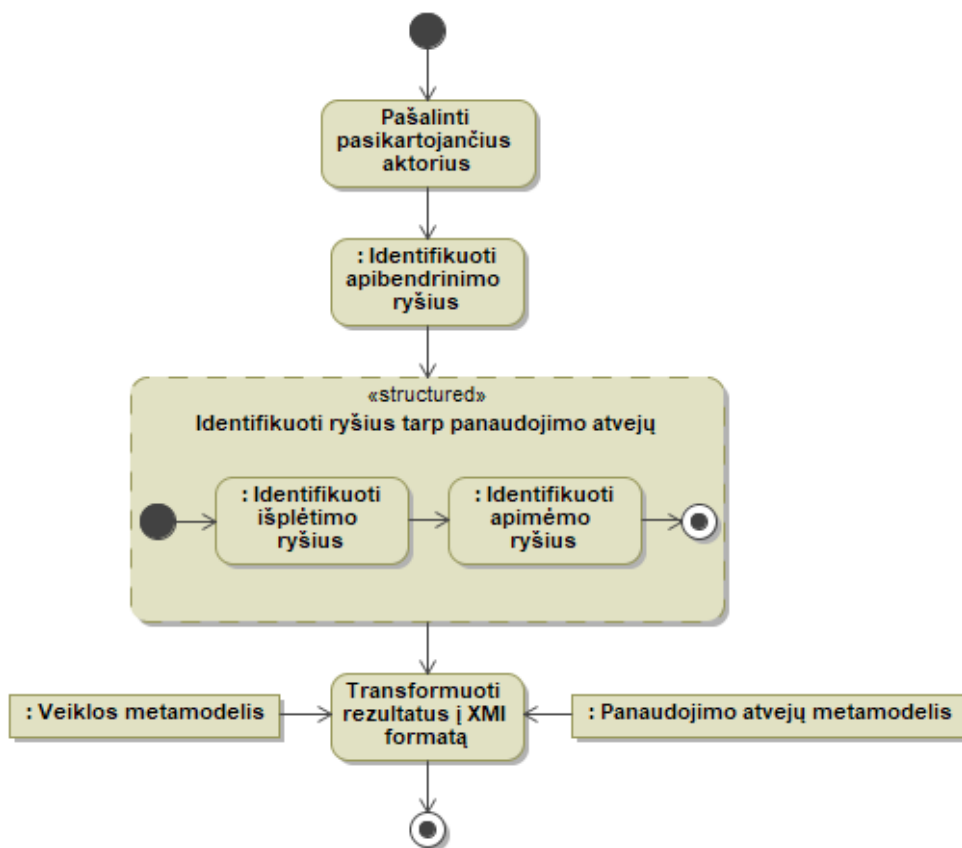 Pašalinti
pasikartojančius
aktorius
: Identifikuoti
apibendrinimo
ryšius
«structured»
Identifikuoti ryšius tarp panaudojimo atvejų
: Identifikuoti
išplėtimo
ryšius
: Identifikuoti
apimėmo
ryšius
: Veiklos metamodelis
Transformuoti
rezultatus į XMI
formatą
: Panaudojimo atvejų metamodelis